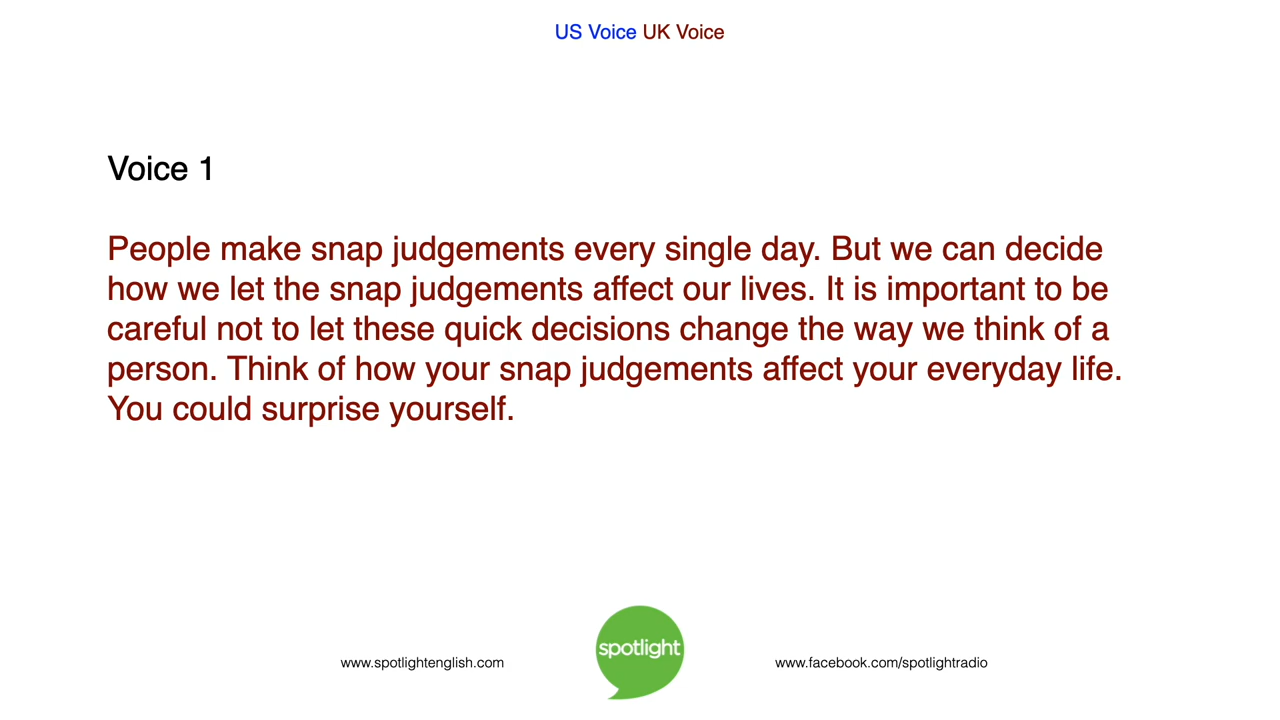 US Voice UK Voice
Voice 1
People make snap judgements every single day. But we can decide
how we let the snap judgements affect our lives. It is important to be
careful not to let these quick decisions change the way we think of a
person. Think of how your snap judgements affect your everyday life.
You could surprise yourself.
spotlight
www.spotlightenglish.com
www.facebook.com/spotlightradio